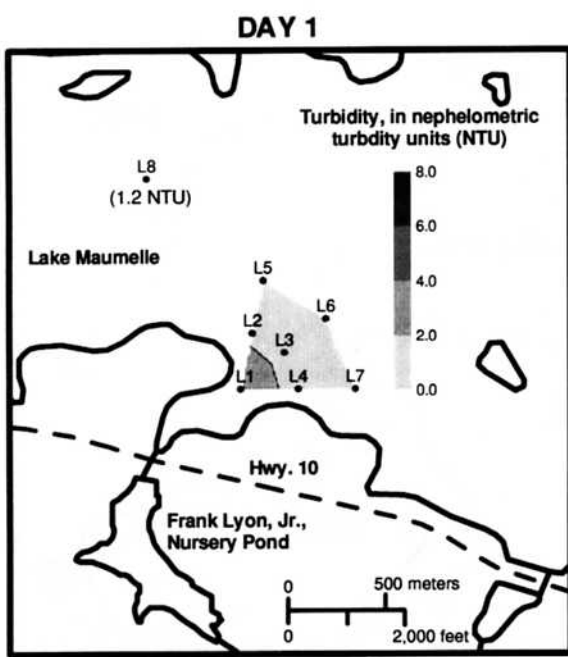 DAY 1
Turbidity, in nephelometric
turbdity units (NTU)
8.0
6.0
4.0
2.0
0.0
L8
(1.2 NTU)
Lake Maumelle
L5
L6
L2
L3
L1
L4
L7
Hwy. 10
Frank Lyon, Jr.,
Nursery Pond
0 500 meters
0 2,000 feet